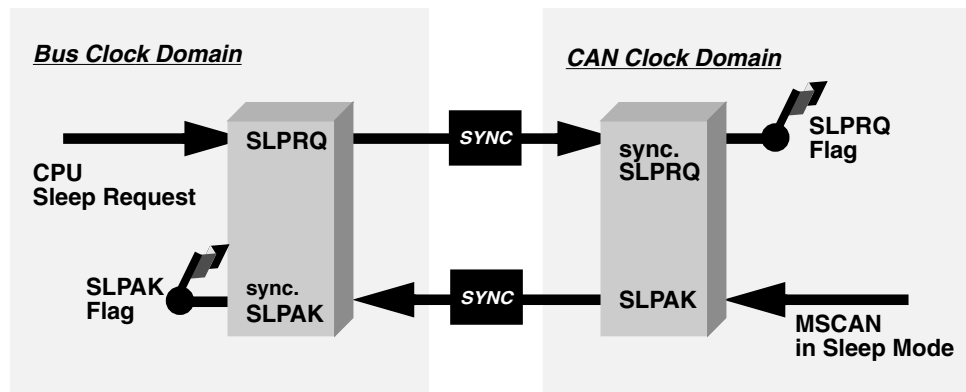 Bus Clock Domain
CAN Clock Domain
SLPRQ
SYNC
sync.
SLPRQ
SLPRQ
Flag
CPU
Sleep Request
SLPAK
Flag
sync.
SLPAK
SYNC
SLPAK
MSCAN
in Sleep Mode